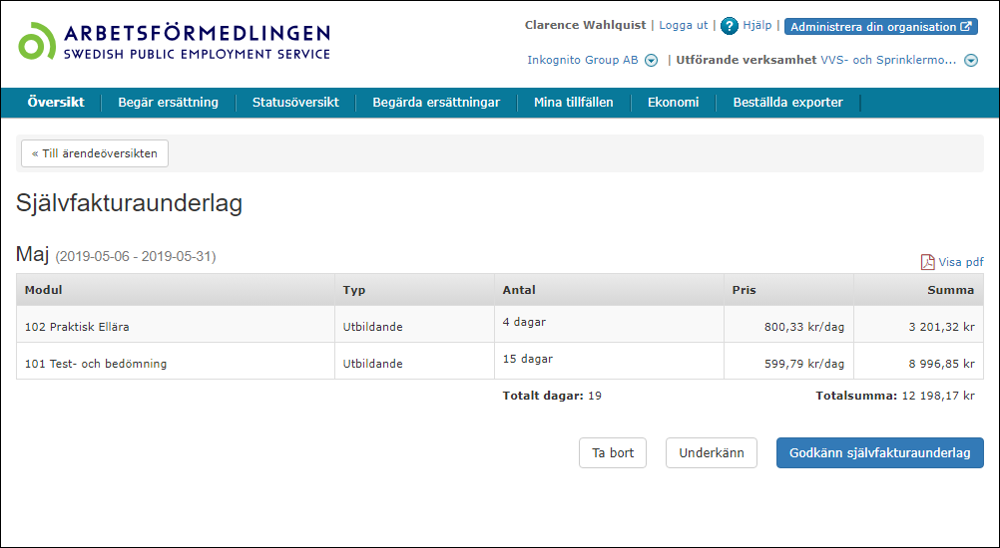 ARBETSFÖRMEDLINGEN
SWEDISH PUBLIC EMPLOYMENT SERVICE
Clarence Wahlquist | Logga ut | ? Hjälp | Administrera din organisation
Inkognito Group AB | Utförande verksamhet VVS- och Sprinklermo...
Översikt Begär ersättning Statusöversikt Begärda ersättningar Mina tillfällen Ekonomi Beställda exporter
« Till ärendeöversikten
Självfakturaunderlag
Maj (2019-05-06 - 2019-05-31)
Visa pdf
Modul Typ Antal Pris Summa
102 Praktisk Ellära Utbildande 4 dagar 800,33 kr/dag 3 201,32 kr
101 Test- och bedömning Utbildande 15 dagar 599,79 kr/dag 8 996,85 kr
Totalt dagar: 19 Totalsumma: 12 198,17 kr
Ta bort Underkänn Godkänn självfakturaunderlag